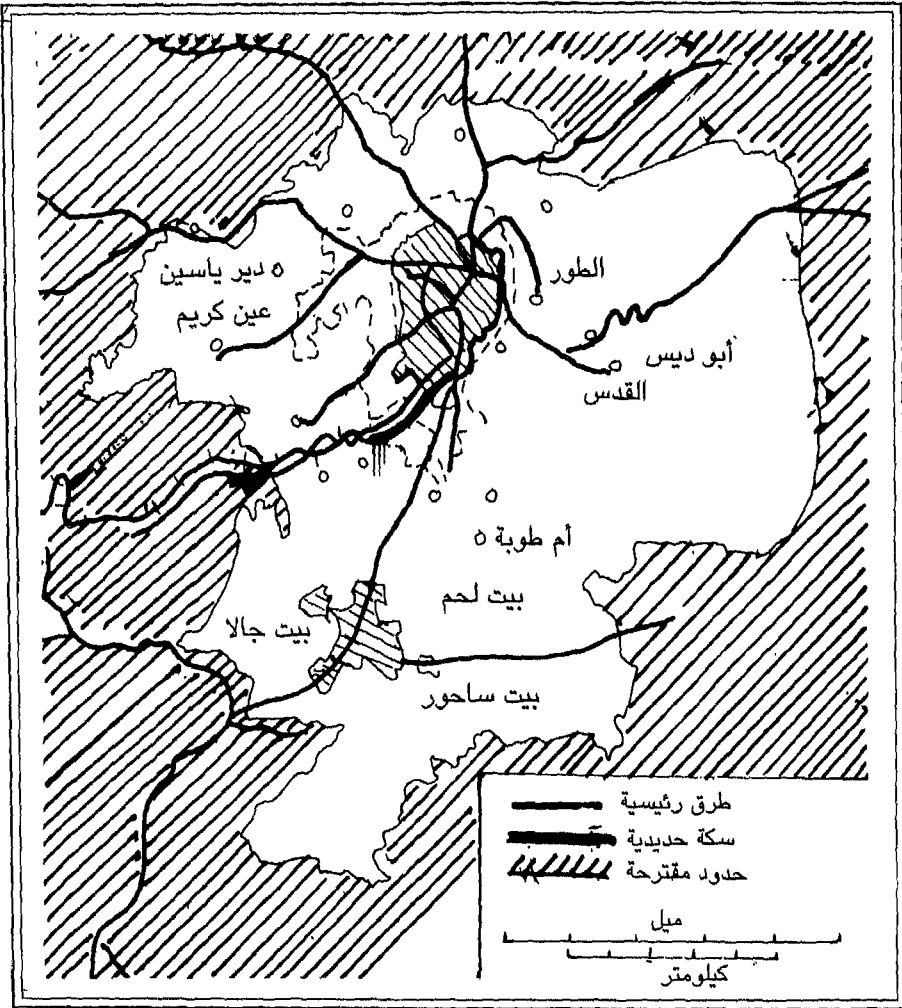 الطور
دير ياسين
عين كريم
أبو ديس
القدس
أم طوبة
بيت لحم
بيت جالا
بيت ساحور
طرق رئيسية
سكة حديدية
حدود مقترحة
ميل
كيلومتر